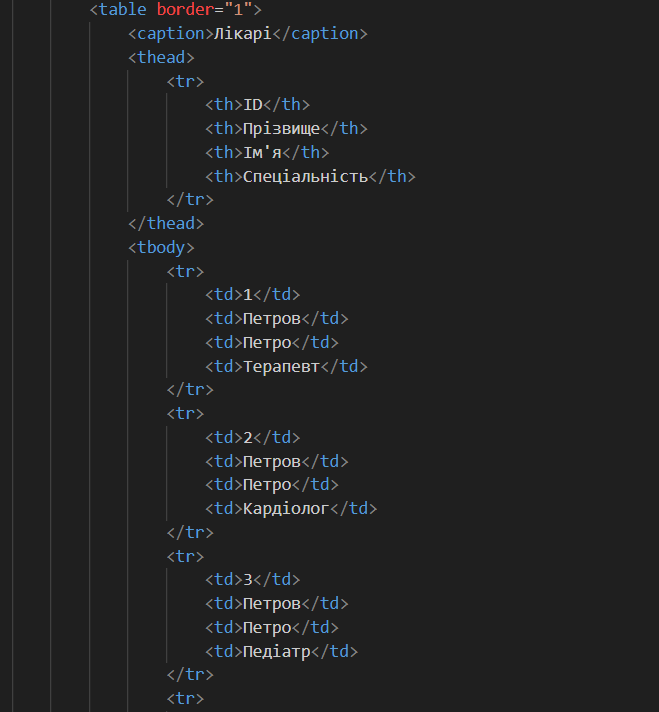 <table border="1">
<caption>Лікарі</caption>
<thead>
<tr>
<th>ID</th>
<th>Прізвище</th>
<th>Ім'я</th>
<th>Спеціальність</th>
</tr>
</thead>
<tbody>
<tr>
<td>1</td>
<td>Петров</td>
<td>Петро</td>
<td>Терапевт</td>
</tr>
<tr>
<td>2</td>
<td>Петров</td>
<td>Петро</td>
<td>Кардіолог</td>
</tr>
<tr>
<td>3</td>
<td>Петров</td>
<td>Петро</td>
<td>Педіатр</td>
</tr>
<tr>